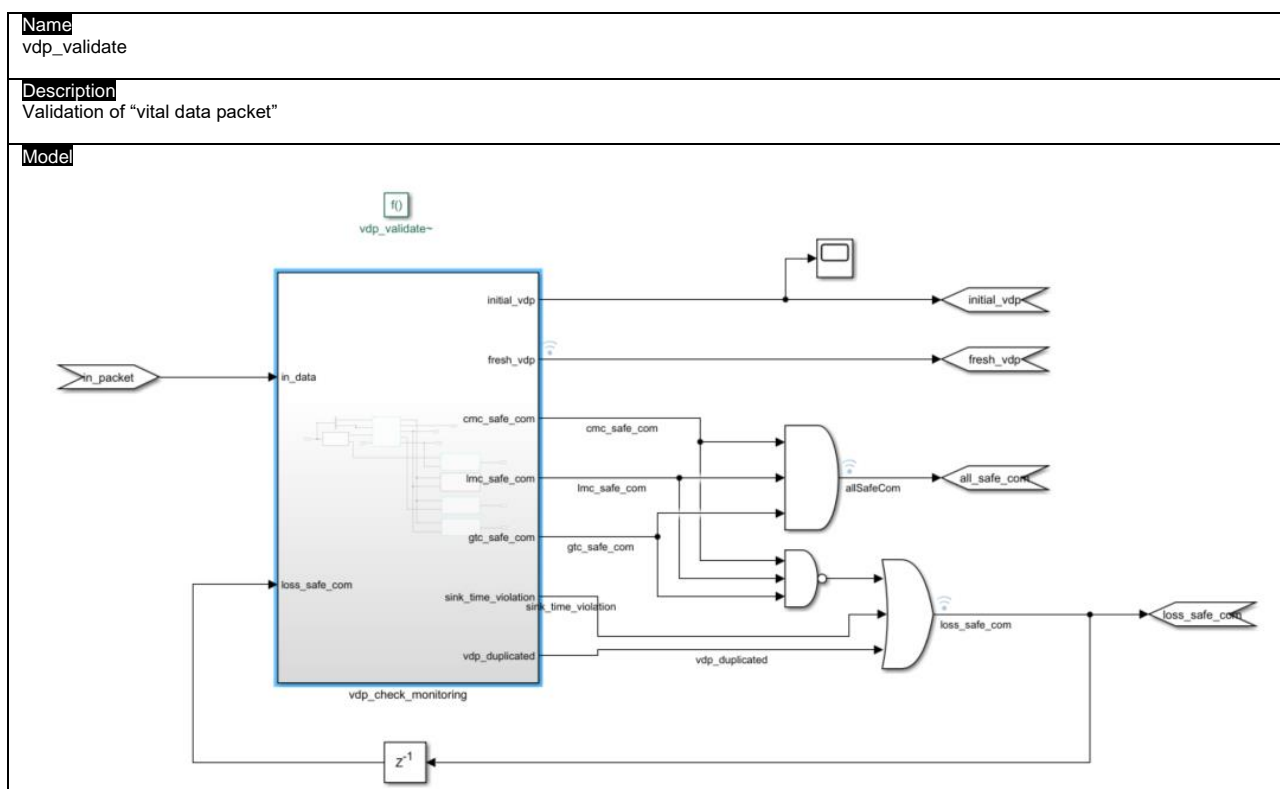 Name
vdp_validate
Description
Validation of “vital data packet”
Model
f()
vdp_validate~
initial_vdp
initial_vdp
fresh_vdp
fresh_vdp
in_packet
in_data
cmc_safe_com
cmc_safe_com
lmc_safe_com
lmc_safe_com
allSafeCom
all_safe_com
gtc_safe_com
gtc_safe_com
loss_safe_com
sink_time_violation
sink_time_violation
loss_safe_com
loss_safe_com
vdp_duplicated
vdp_duplicated
vdp_check_monitoring
z-1